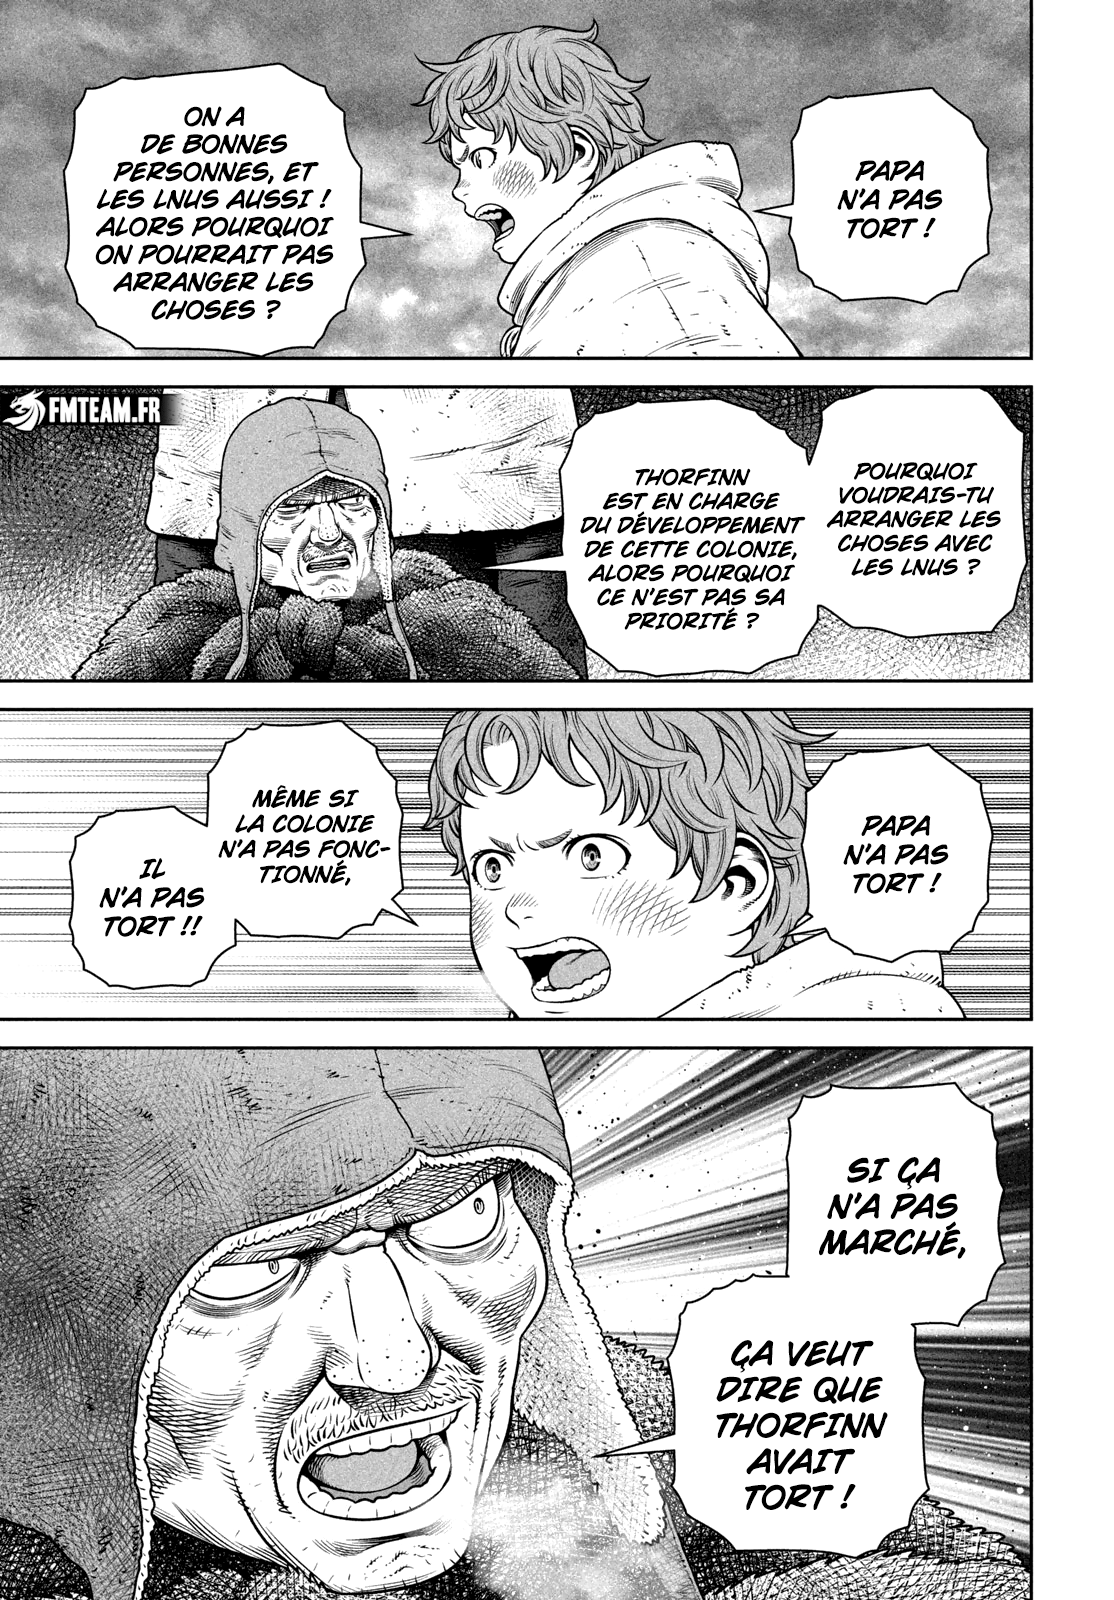 PAPA
N'A PAS
TORT !
ON A
DE BONNES
PERSONNES, ET
LES LNUS AUSSI !
ALORS POURQUOI
ON POURRAIT PAS
ARRANGER LES
CHOSES ?
FMTEAM.FR
POURQUOI
VOUDRAIS-TU
ARRANGER LES
CHOSES AVEC
LES LNUS ?
THORFINN
EST EN CHARGE
DU DÉVELOPPEMENT
DE CETTE COLONIE,
ALORS POURQUOI
CE N'EST PAS SA
PRIORITÉ ?
PAPA
N'A PAS
TORT !
MÊME SI
LA COLONIE
N'A PAS FONC-
TIONNÉ,
IL
N'A PAS
TORT !!
SI ÇA
N'A PAS
MARCHÉ,
ÇA VEUT
DIRE QUE
THORFINN
AVAIT
TORT !